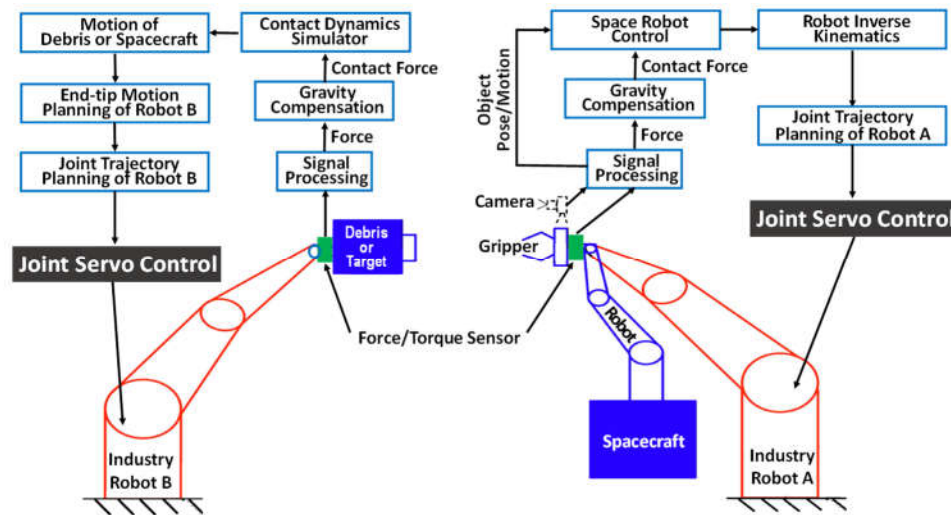 Motion of
Debris or Spacecraft
Contact Dynamics
Simulator
End-tip Motion
Planning of Robot B
Contact Force
Gravity
Compensation
Joint Trajectory
Planning of Robot B
Force
Signal
Processing
Joint Servo Control
Debris
or
Target
Industry
Robot B
Force/Torque Sensor
Space Robot
Control
Robot Inverse
Kinematics
Object
Pose/Motion
Contact Force
Gravity
Compensation
Joint Trajectory
Planning of Robot A
Force
Signal
Processing
Camera
Gripper
Joint Servo Control
Robot
Spacecraft
Industry
Robot A